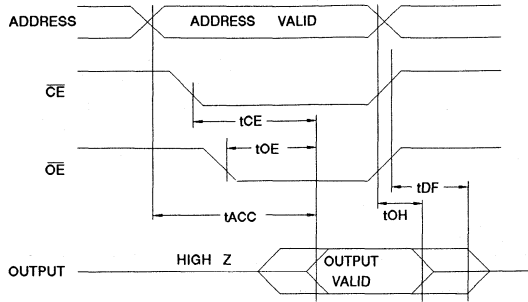 ADDRESS
ADDRESS VALID
CE
tCE
OE
tOE
tDF
tACC
tOH
OUTPUT
HIGH Z
OUTPUT
VALID